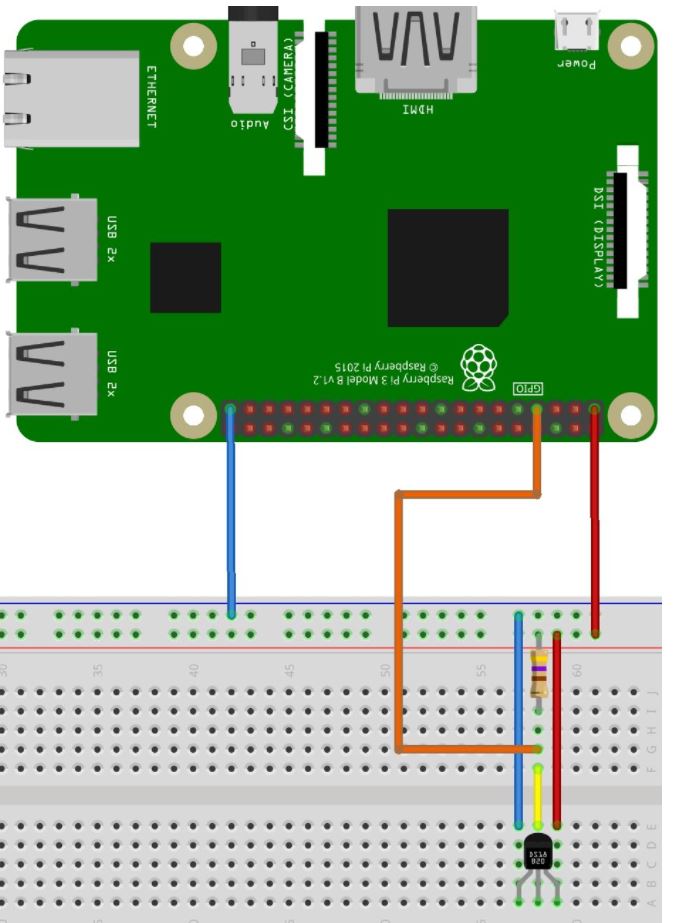 ETHERNET
Audio
CSI (CAMERA)
HDMI
Power
DSI (DISPLAY)
USB 2x
USB 2x
Raspberry Pi 3 Model B v1.2
© Raspberry Pi 2015
GPIO
30 35 40 45 50 55 60
J
I
H
G
F
E
D
C
B
A